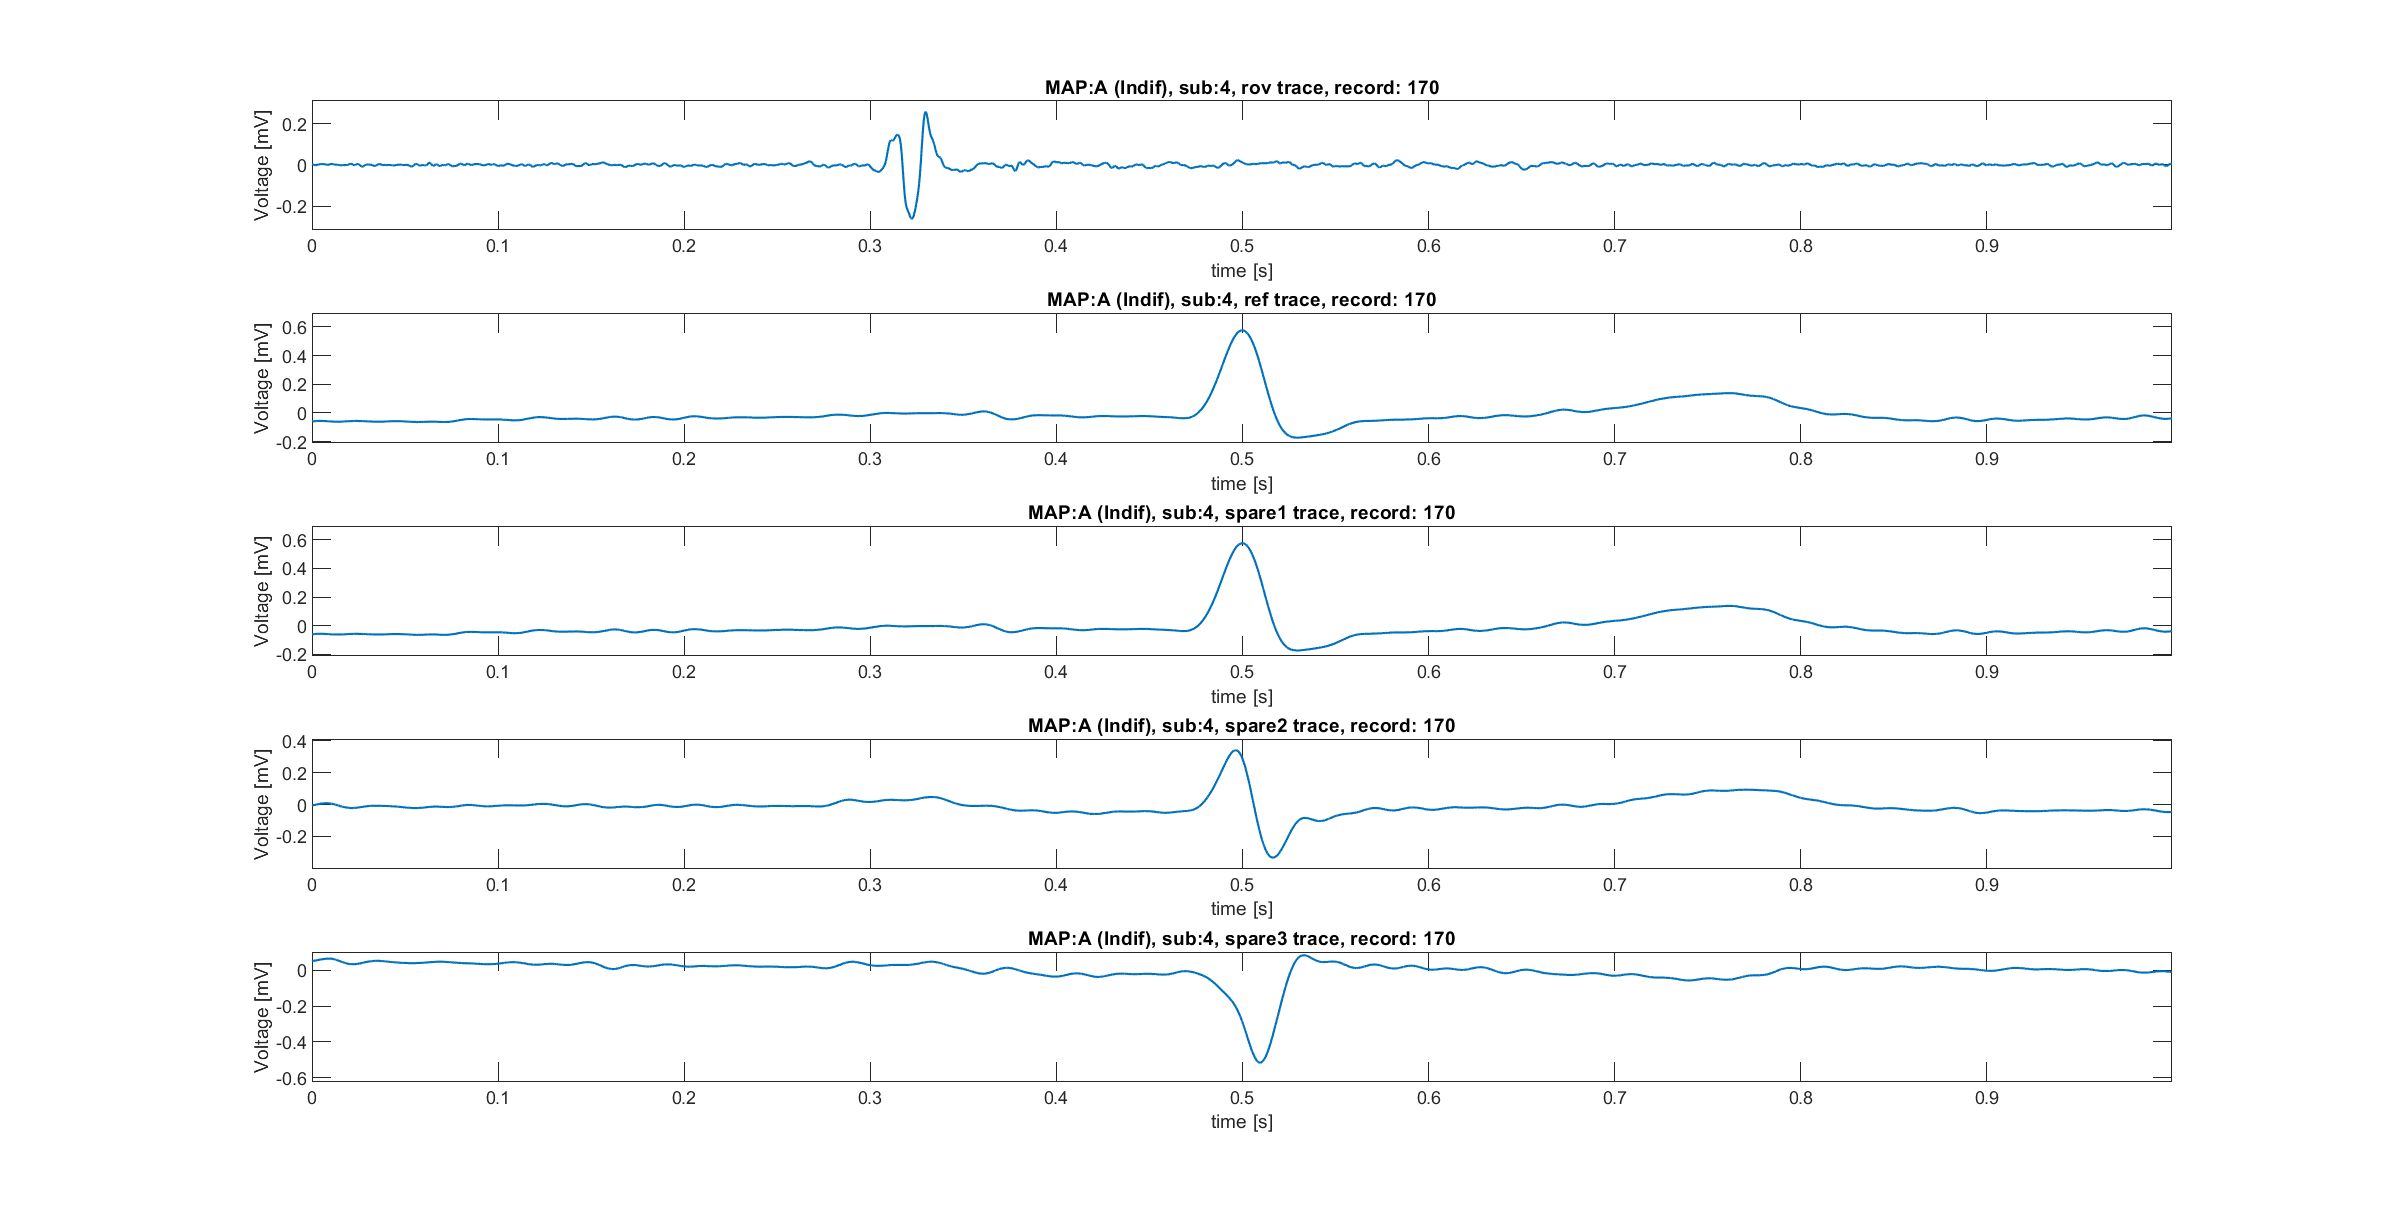 MAP:A (Indif), sub:4, rov trace, record: 170
Voltage [mV]
0.2
0
-0.2
0 0.1 0.2 0.3 0.4 0.5 0.6 0.7 0.8 0.9
time [s]
MAP:A (Indif), sub:4, ref trace, record: 170
Voltage [mV]
0.6
0.4
0.2
0
-0.2
0 0.1 0.2 0.3 0.4 0.5 0.6 0.7 0.8 0.9
time [s]
MAP:A (Indif), sub:4, spare1 trace, record: 170
Voltage [mV]
0.6
0.4
0.2
0
-0.2
0 0.1 0.2 0.3 0.4 0.5 0.6 0.7 0.8 0.9
time [s]
MAP:A (Indif), sub:4, spare2 trace, record: 170
Voltage [mV]
0.4
0.2
0
-0.2
0 0.1 0.2 0.3 0.4 0.5 0.6 0.7 0.8 0.9
time [s]
MAP:A (Indif), sub:4, spare3 trace, record: 170
Voltage [mV]
0
-0.2
-0.4
-0.6
0 0.1 0.2 0.3 0.4 0.5 0.6 0.7 0.8 0.9
time [s]